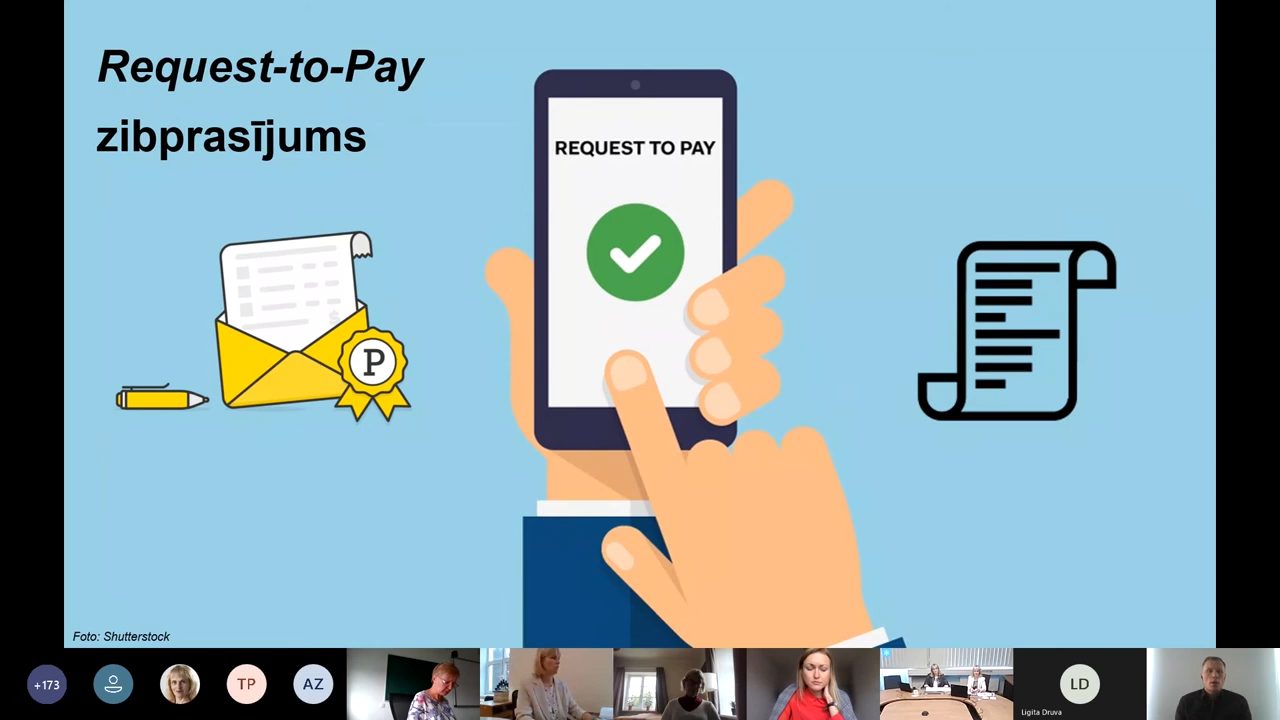 Request-to-Pay
zibprasījums
REQUEST TO PAY
P
Foto: Shutterstock
+173
TP
AZ
LD
Ligita Druva